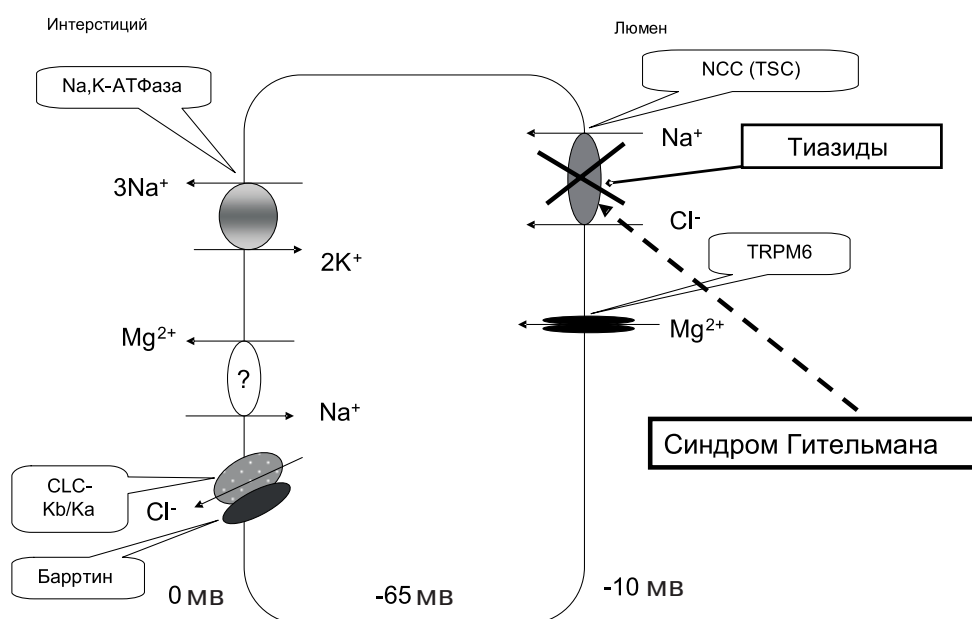 Интерстиций
Люмен
Na,K-АТФаза
NCC (TSC)
Na⁺
Тиазиды
3Na⁺
Cl⁻
2K⁺
TRPM6
Mg²⁺
Mg²⁺
?
Na⁺
Синдром Гительмана
CLC-
Kb/Ka
Cl⁻
Барртин
0 мв
-65 мв
-10 мв